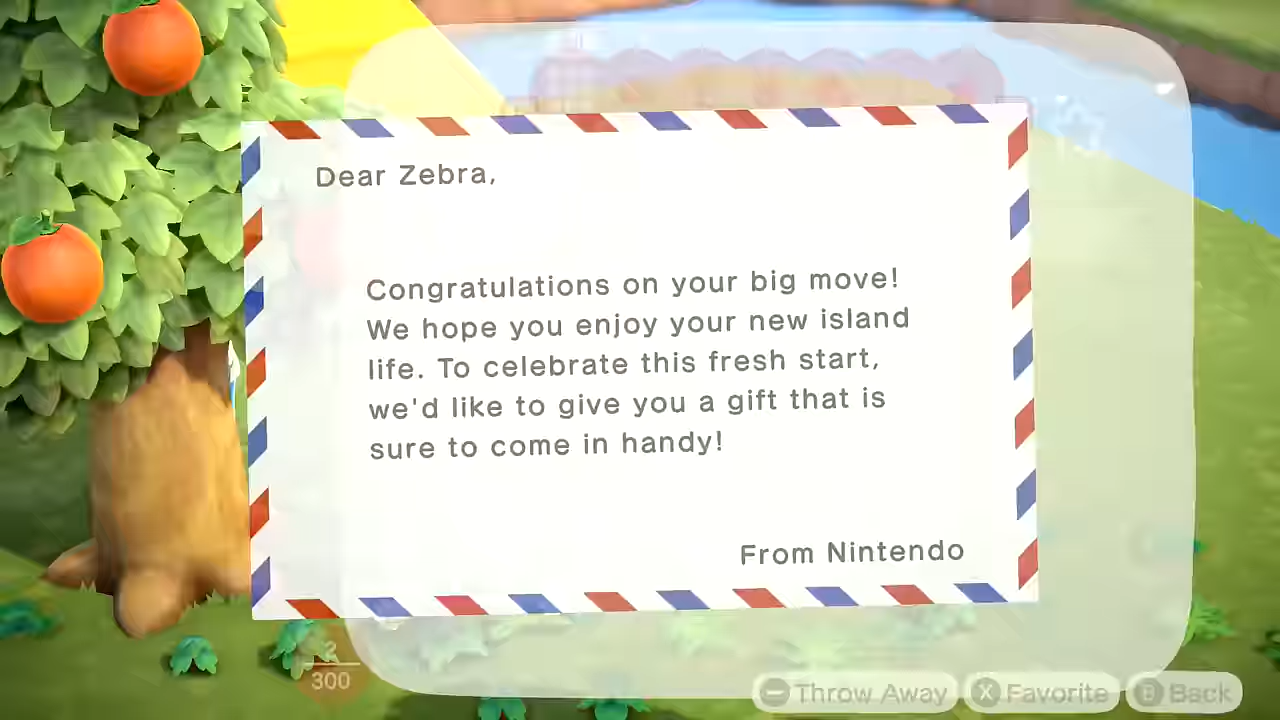 Dear Zebra,
Congratulations on your big move!
We hope you enjoy your new island
life. To celebrate this fresh start,
we'd like to give you a gift that is
sure to come in handy!
From Nintendo
2
300
Throw Away
X Favorite
B Back